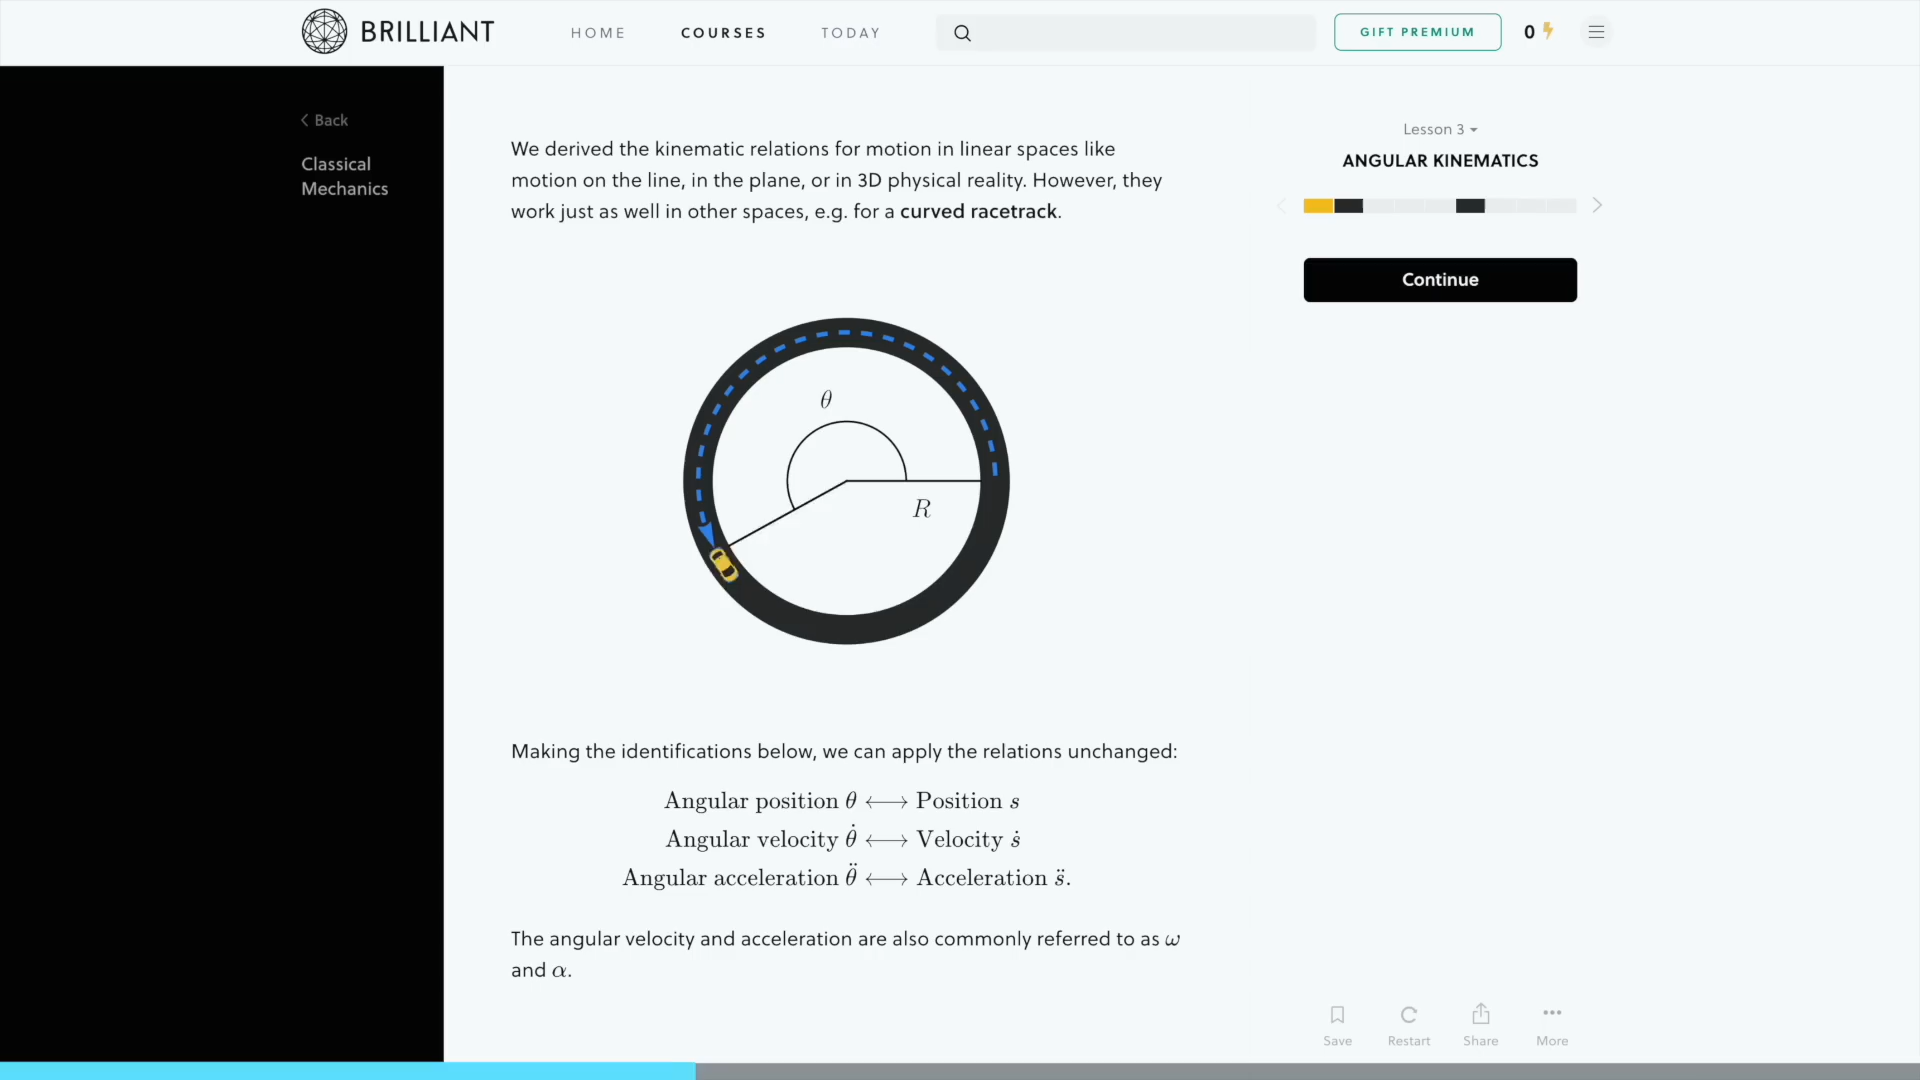 BRILLIANT
HOME
COURSES
TODAY
GIFT PREMIUM
0
Back
Classical
Mechanics
We derived the kinematic relations for motion in linear spaces like
motion on the line, in the plane, or in 3D physical reality. However, they
work just as well in other spaces, e.g. for a curved racetrack.
Lesson 3
ANGULAR KINEMATICS
Continue
θ
R
Making the identifications below, we can apply the relations unchanged:
Angular position θ ⟷ Position s
Angular velocity θ̇ ⟷ Velocity ṡ
Angular acceleration θ̈ ⟷ Acceleration s̈.
The angular velocity and acceleration are also commonly referred to as ω
and α.
Save
Restart
Share
More